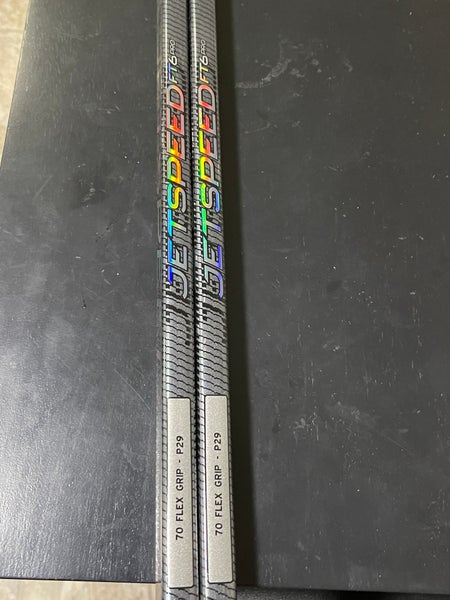 JETSPEED FT6 PRO
70 FLEX GRIP - P29
JETSPEED FT6 PRO
70 FLEX GRIP - P29